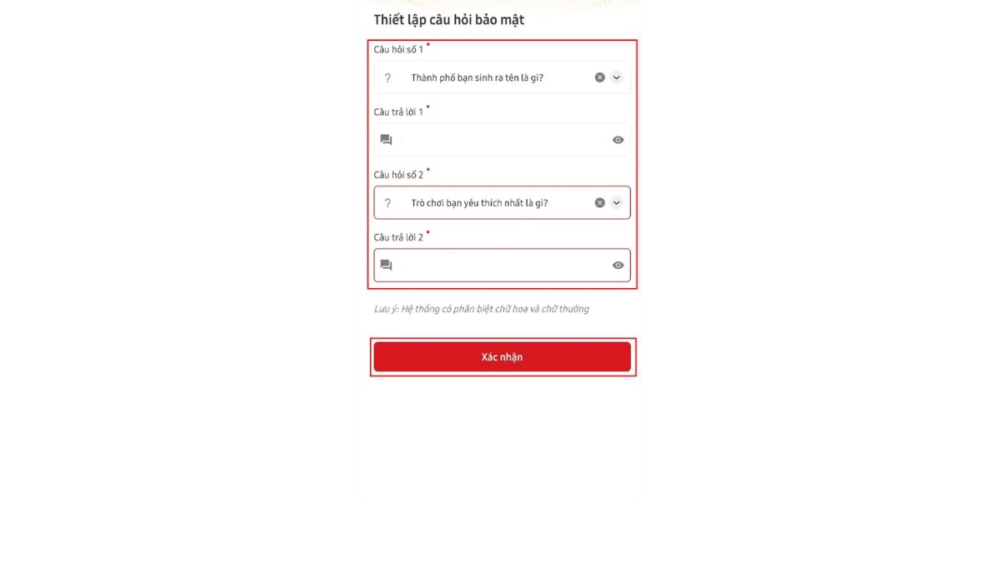 Thiết lập câu hỏi bảo mật
Câu hỏi số 1 *
? Thành phố bạn sinh ra tên là gì?
Câu trả lời 1 *
Câu hỏi số 2 *
? Trò chơi bạn yêu thích nhất là gì?
Câu trả lời 2 *
Lưu ý: Hệ thống có phân biệt chữ hoa và chữ thường
Xác nhận